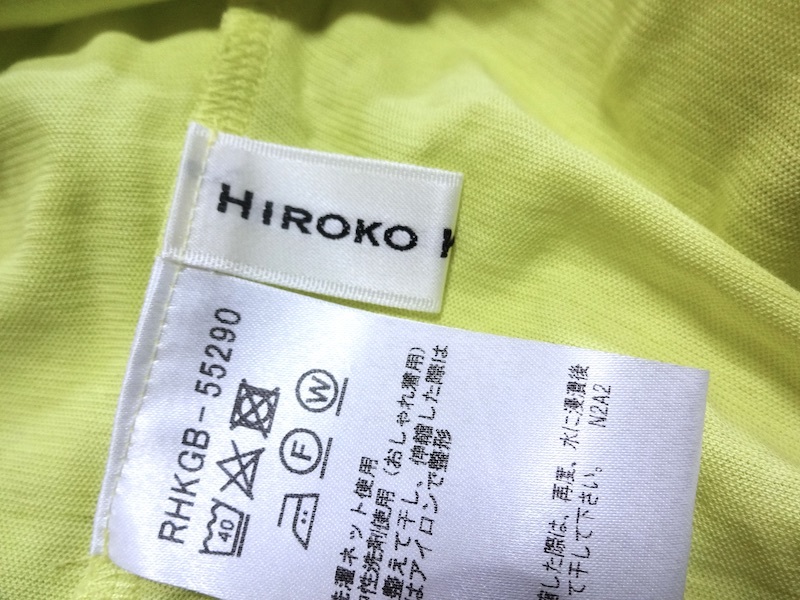 HIROKO
RHKGB-55290
40
F
W
洗濯ネット使用
中性洗剤使用(おしゃれ着用)
整えて干し、伸縮した際は
はアイロンで整形
した際は、再度、水に浸漬後
て干して下さい。 N2A2